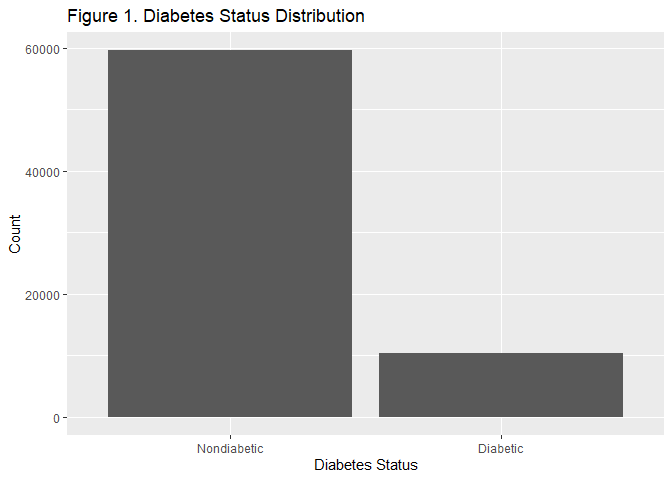 Figure 1. Diabetes Status Distribution
60000
40000
20000
0
Count
Nondiabetic
Diabetic
Diabetes Status